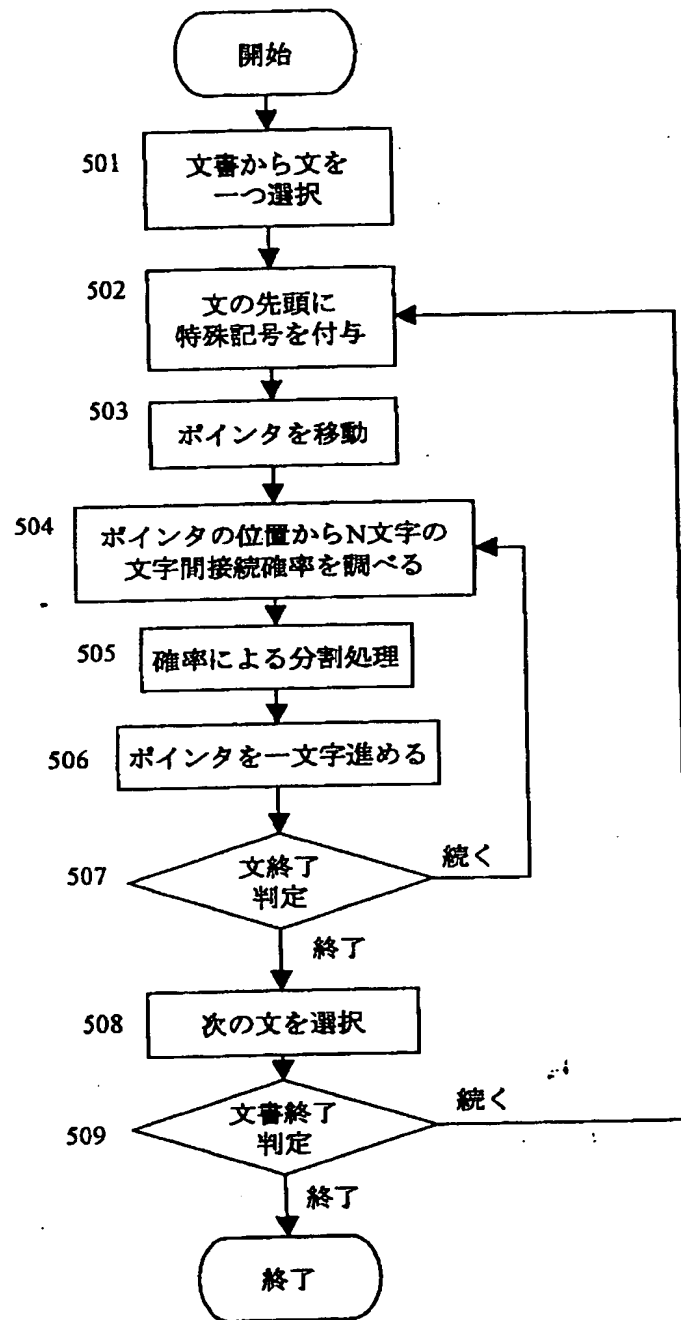 開始
501
文書から文を
一つ選択
502
文の先頭に
特殊記号を付与
503
ポインタを移動
504
ポインタの位置からN文字の
文字間接続確率を調べる
505
確率による分割処理
506
ポインタを一文字進める
507
文終了
判定
続く
終了
508
次の文を選択
509
文書終了
判定
続く
終了
終了